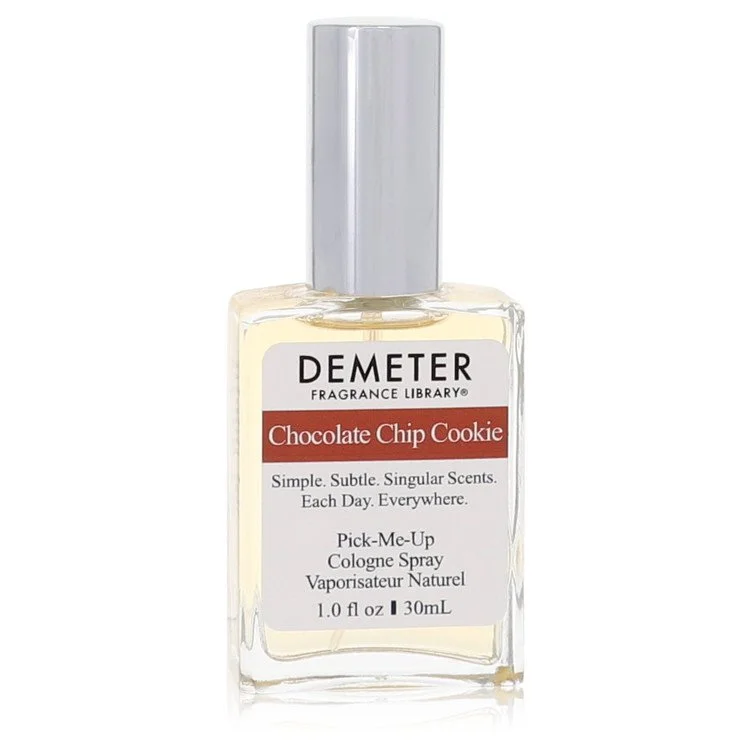 DEMETER
FRAGRANCE LIBRARY®
Chocolate Chip Cookie
Simple. Subtle. Singular Scents.
Each Day. Everywhere.
Pick-Me-Up
Cologne Spray
Vaporisateur Naturel
1.0 fl oz ▌30mL